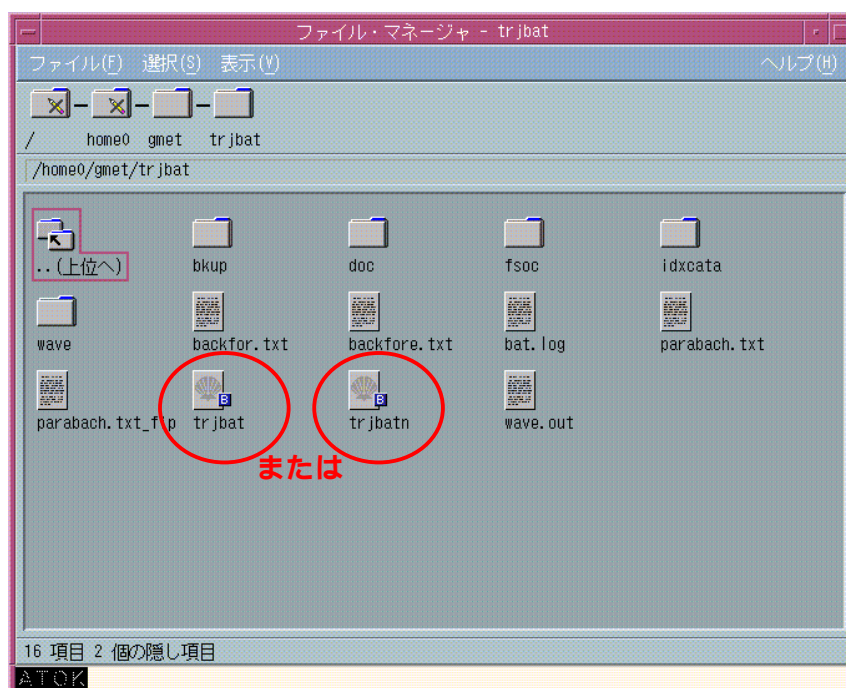 ファイル・マネージャ - trjbat
ファイル(F) 選択(S) 表示(V) ヘルプ(H)
/ home0 gmet trjbat
/home0/gmet/trjbat
..(上位へ) bkup doc fsoc idxcata
wave backfor.txt backfore.txt bat.log parabach.txt
parabach.txt_flp trjbat trjbatn wave.out
または
16 項目 2 個の隠し項目
ATOK